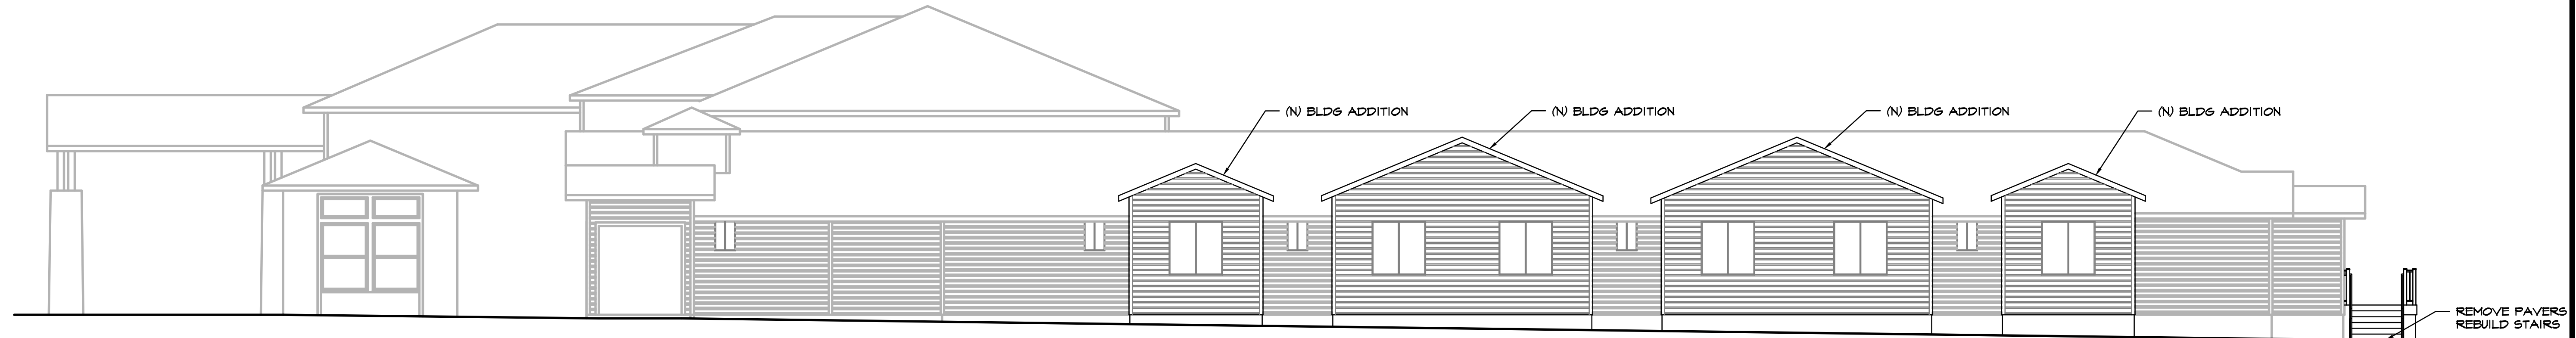 (N) BLDG ADDITION
(N) BLDG ADDITION
(N) BLDG ADDITION
(N) BLDG ADDITION
REMOVE PAVERS
REBUILD STAIRS